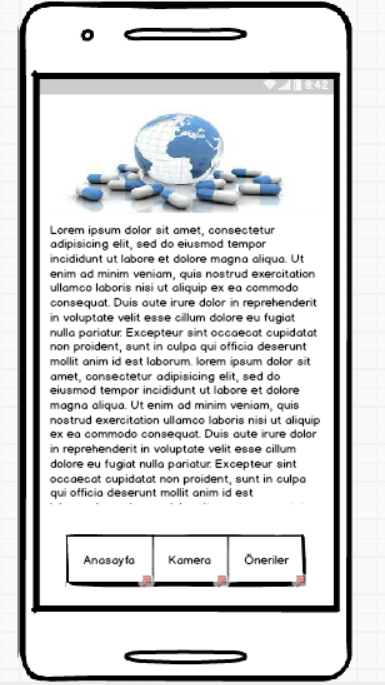 8:42
Lorem ipsum dolor sit amet, consectetur
adipisicing elit, sed do eiusmod tempor
incididunt ut labore et dolore magna aliqua. Ut
enim ad minim veniam, quis nostrud exercitation
ullamco laboris nisi ut aliquip ex ea commodo
consequat. Duis aute irure dolor in reprehenderit
in voluptate velit esse cillum dolore eu fugiat
nulla pariatur. Excepteur sint occaecat cupidatat
non proident, sunt in culpa qui officia deserunt
mollit anim id est laborum. lorem ipsum dolor sit
amet, consectetur adipisicing elit, sed do
eiusmod tempor incididunt ut labore et dolore
magna aliqua. Ut enim ad minim veniam, quis
nostrud exercitation ullamco laboris nisi ut aliquip
ex ea commodo consequat. Duis aute irure dolor
in reprehenderit in voluptate velit esse cillum
dolore eu fugiat nulla pariatur. Excepteur sint
occaecat cupidatat non proident, sunt in culpa
qui officia deserunt mollit anim id est
Anasayfa Kamera Öneriler